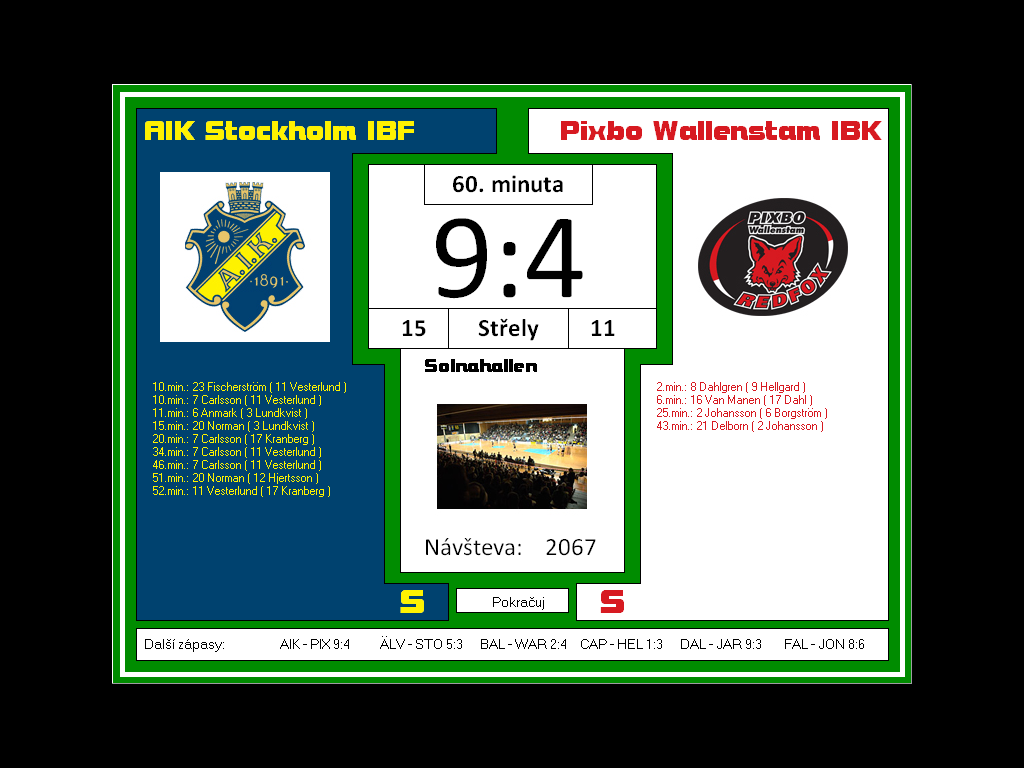 AIK Stockholm IBF
Pixbo Wallenstam IBK
60. minuta
9:4
15 Střely 11
A.I.K.
1891
PIXBO
Wallenstam
REDFOX
Solnahallen
10.min.: 23 Fischerström ( 11 Vesterlund )
10.min.: 7 Carlsson ( 11 Vesterlund )
11.min.: 6 Anmark ( 3 Lundkvist )
15.min.: 20 Norman ( 3 Lundkvist )
20.min.: 7 Carlsson ( 17 Kranberg )
34.min.: 7 Carlsson ( 11 Vesterlund )
46.min.: 7 Carlsson ( 11 Vesterlund )
51.min.: 20 Norman ( 12 Hjertsson )
52.min.: 11 Vesterlund ( 17 Kranberg )
2.min.: 8 Dahlgren ( 9 Hellgard )
6.min.: 16 Van Manen ( 17 Dahl )
25.min.: 2 Johansson ( 6 Borgström )
43.min.: 21 Delborn ( 2 Johansson )
Návšteva: 2067
S Pokračuj S
Další zápasy: AIK - PIX 9:4 ÄLV - STO 5:3 BAL - WAR 2:4 CAP - HEL 1:3 DAL - JAR 9:3 FAL - JON 8:6